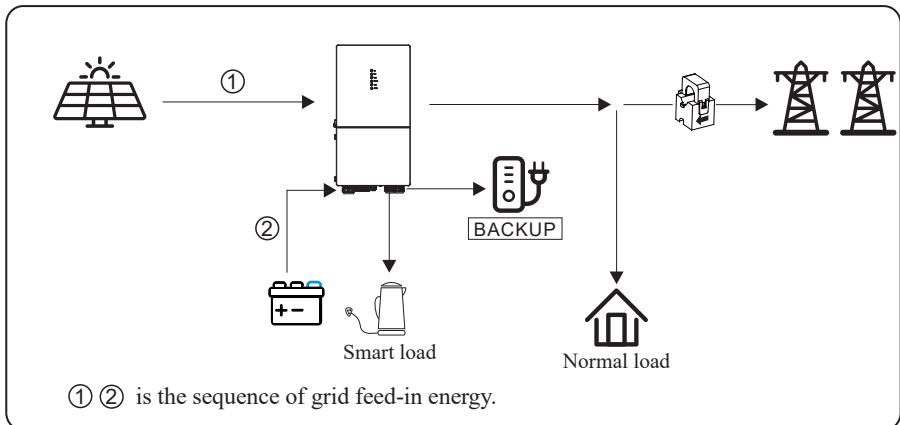 ①
②
BACKUP
Smart load
Normal load
① ② is the sequence of grid feed-in energy.